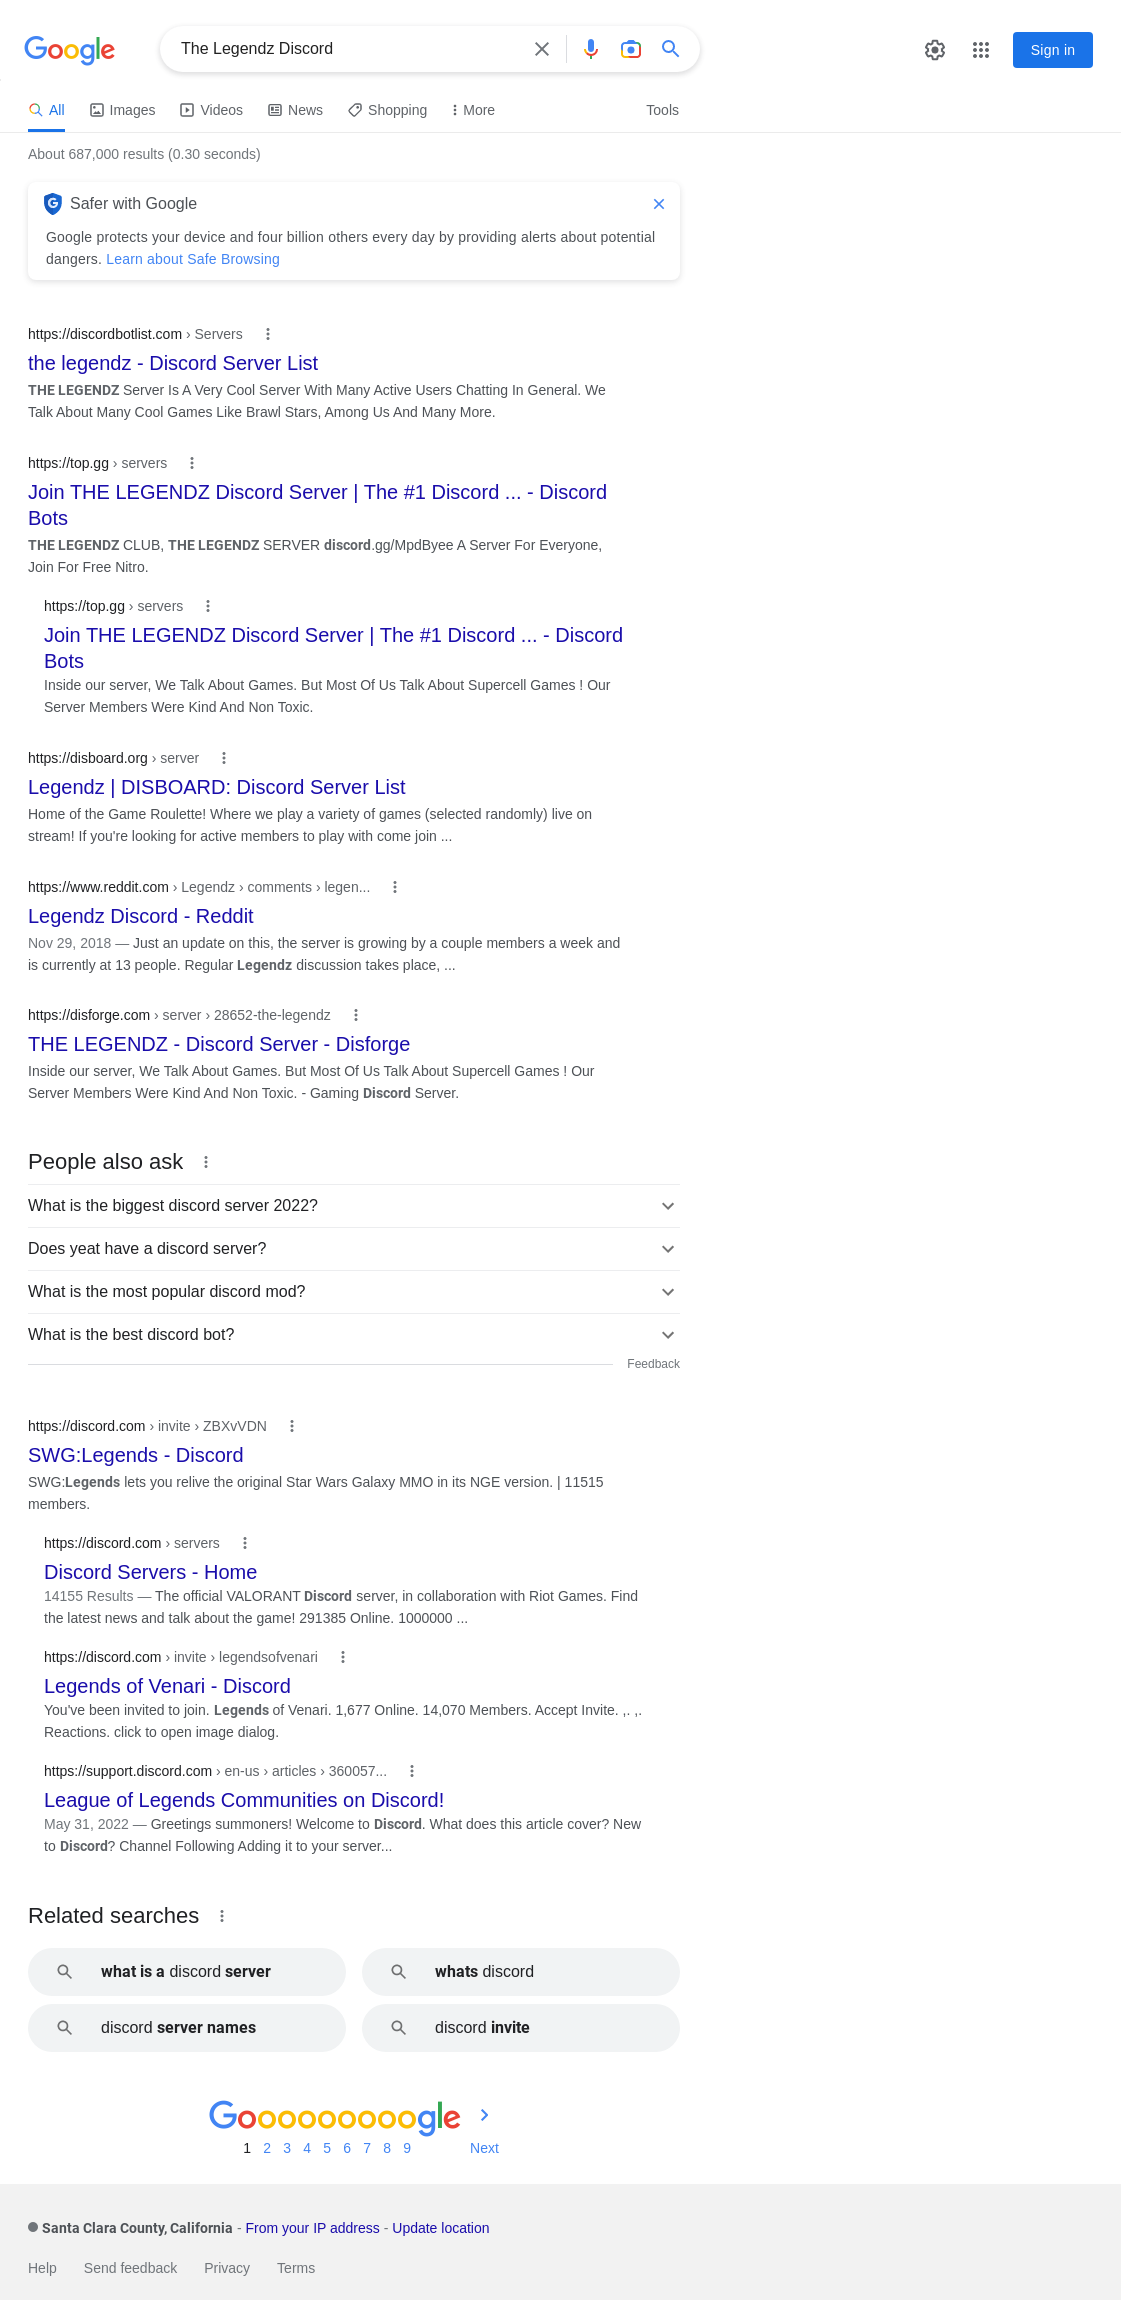 Google
The Legendz Discord
Sign in
All
Images
Videos
News
Shopping
More
Tools
About 687,000 results (0.30 seconds)
Safer with Google
Google protects your device and four billion others every day by providing alerts about potential
dangers. Learn about Safe Browsing
https://discordbotlist.com › Servers
the legendz - Discord Server List
THE LEGENDZ Server Is A Very Cool Server With Many Active Users Chatting In General. We
Talk About Many Cool Games Like Brawl Stars, Among Us And Many More.
https://top.gg › servers
Join THE LEGENDZ Discord Server | The #1 Discord ... - Discord
Bots
THE LEGENDZ CLUB, THE LEGENDZ SERVER discord.gg/MpdByee A Server For Everyone,
Join For Free Nitro.
https://top.gg › servers
Join THE LEGENDZ Discord Server | The #1 Discord ... - Discord
Bots
Inside our server, We Talk About Games. But Most Of Us Talk About Supercell Games ! Our
Server Members Were Kind And Non Toxic.
https://disboard.org › server
Legendz | DISBOARD: Discord Server List
Home of the Game Roulette! Where we play a variety of games (selected randomly) live on
stream! If you're looking for active members to play with come join ...
https://www.reddit.com › Legendz › comments › legen...
Legendz Discord - Reddit
Nov 29, 2018 — Just an update on this, the server is growing by a couple members a week and
is currently at 13 people. Regular Legendz discussion takes place, ...
https://disforge.com › server › 28652-the-legendz
THE LEGENDZ - Discord Server - Disforge
Inside our server, We Talk About Games. But Most Of Us Talk About Supercell Games ! Our
Server Members Were Kind And Non Toxic. - Gaming Discord Server.
People also ask
What is the biggest discord server 2022?
Does yeat have a discord server?
What is the most popular discord mod?
What is the best discord bot?
Feedback
https://discord.com › invite › ZBXvVDN
SWG:Legends - Discord
SWG:Legends lets you relive the original Star Wars Galaxy MMO in its NGE version. | 11515
members.
https://discord.com › servers
Discord Servers - Home
14155 Results — The official VALORANT Discord server, in collaboration with Riot Games. Find
the latest news and talk about the game! 291385 Online. 1000000 ...
https://discord.com › invite › legendsofvenari
Legends of Venari - Discord
You've been invited to join. Legends of Venari. 1,677 Online. 14,070 Members. Accept Invite. ,. ,.
Reactions. click to open image dialog.
https://support.discord.com › en-us › articles › 360057...
League of Legends Communities on Discord!
May 31, 2022 — Greetings summoners! Welcome to Discord. What does this article cover? New
to Discord? Channel Following Adding it to your server...
Related searches
what is a discord server
whats discord
discord server names
discord invite
Goooooooooogle
1 2 3 4 5 6 7 8 9 Next
Santa Clara County, California - From your IP address - Update location
Help Send feedback Privacy Terms